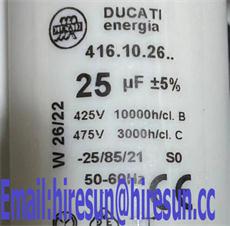 DUCATI
energia
416.10.26..
25 µF ±5%
425V 10000h/cl. B
475V 3000h/cl. C
-25/85/21 S0
50-60Hz
W 26/22
CE
Email:hiresun@hiresun.cc